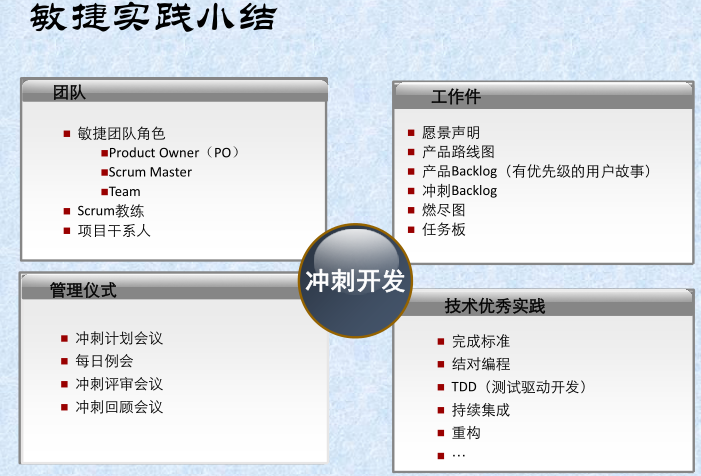 敏捷实践小结
团队
敏捷团队角色
Product Owner（PO）
Scrum Master
Team
Scrum教练
项目干系人
工作件
愿景声明
产品路线图
产品Backlog（有优先级的用户故事）
冲刺Backlog
燃尽图
任务板
冲刺开发
管理仪式
冲刺计划会议
每日例会
冲刺评审会议
冲刺回顾会议
技术优秀实践
完成标准
结对编程
TDD（测试驱动开发）
持续集成
重构
…